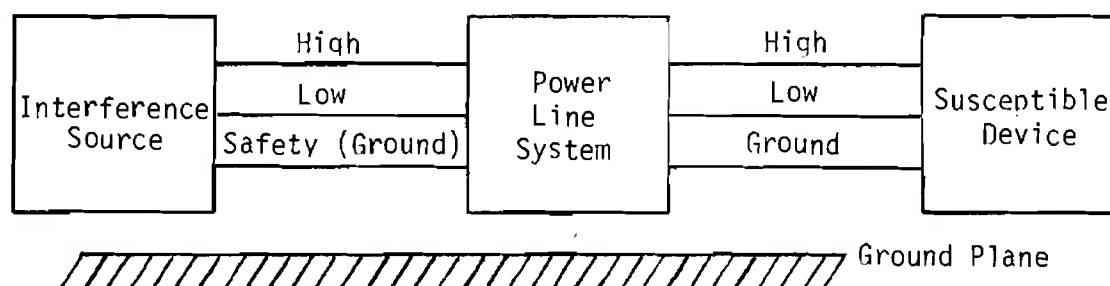 High
High
Interference
Source
Low
Power
Line
System
Low
Susceptible
Device
Safety (Ground)
Ground
Ground Plane